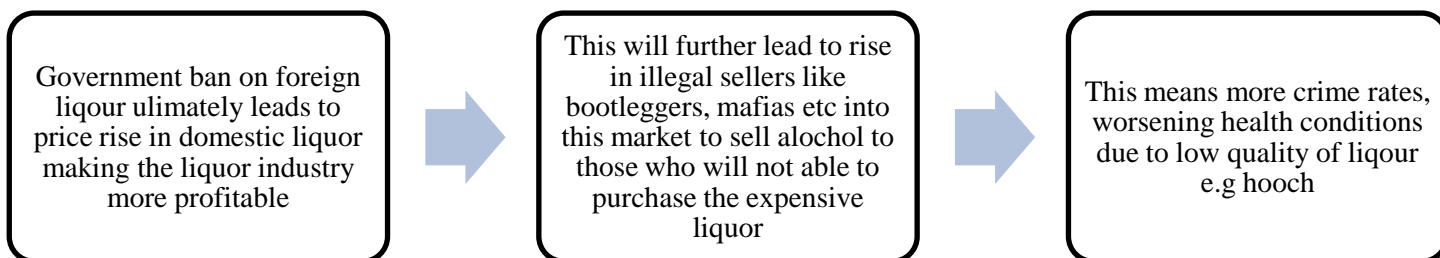 Government ban on foreign
liqour ulimately leads to
price rise in domestic liquor
making the liquor industry
more profitable
This will further lead to rise
in illegal sellers like
bootleggers, mafias etc into
this market to sell alochol to
those who will not able to
purchase the expensive
liquor
This means more crime rates,
worsening health conditions
due to low quality of liqour
e.g hooch